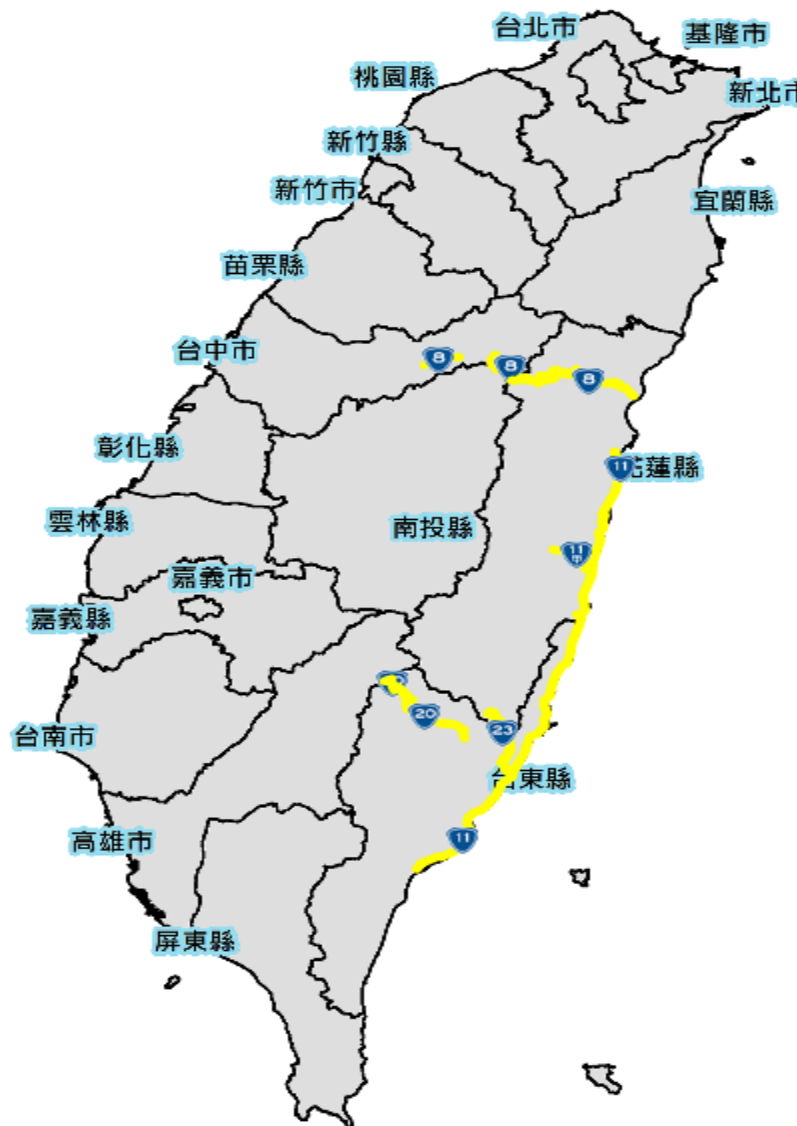 台北市
基隆市
桃園縣
新北市
新竹縣
新竹市
宜蘭縣
苗栗縣
台中市
8
8
8
彰化縣
11
花蓮縣
雲林縣
南投縣
11
甲
嘉義市
嘉義縣
20
23
台南市
台東縣
高雄市
11
屏東縣